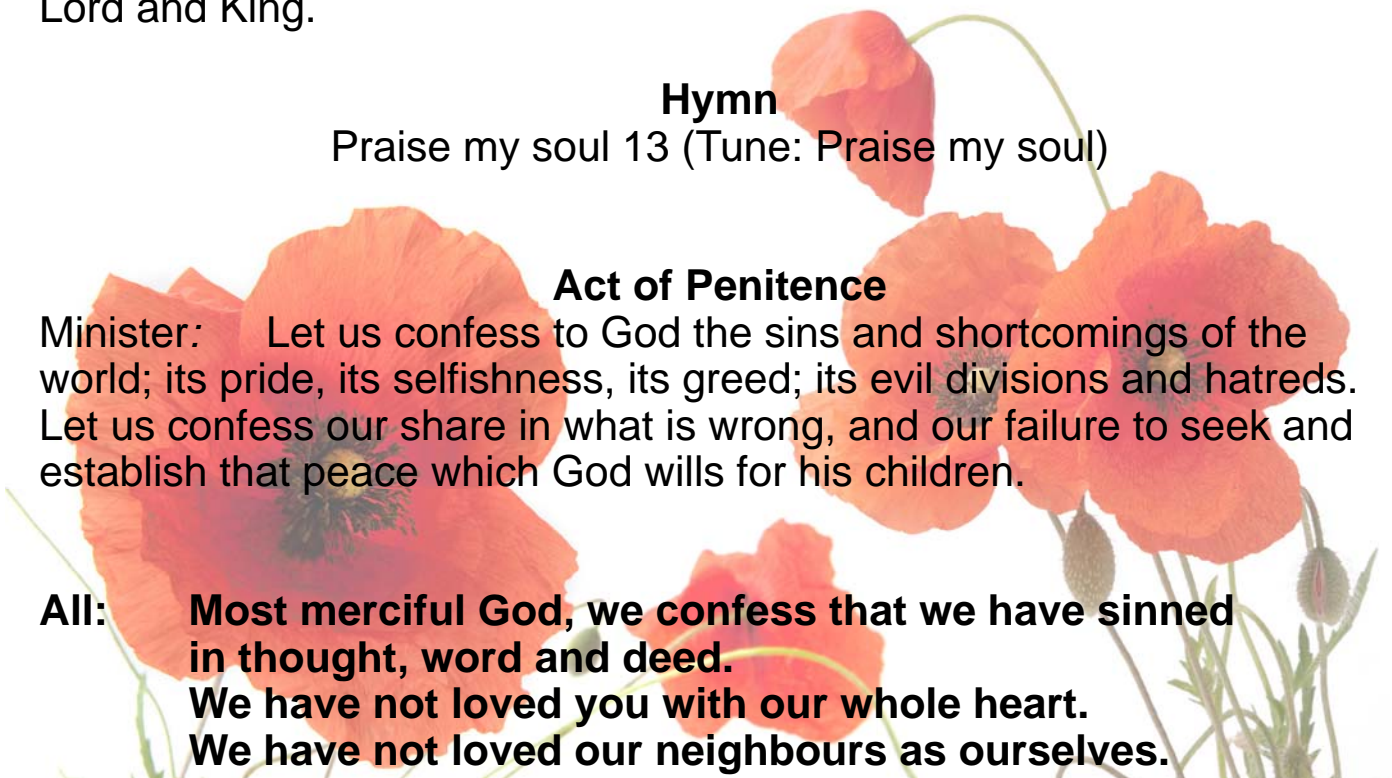 Lord and King.
Hymn
Praise my soul 13 (Tune: Praise my soul)
Act of Penitence
Minister: Let us confess to God the sins and shortcomings of the
world; its pride, its selfishness, its greed; its evil divisions and hatreds.
Let us confess our share in what is wrong, and our failure to seek and
establish that peace which God wills for his children.
All: Most merciful God, we confess that we have sinned
in thought, word and deed.
We have not loved you with our whole heart.
We have not loved our neighbours as ourselves.